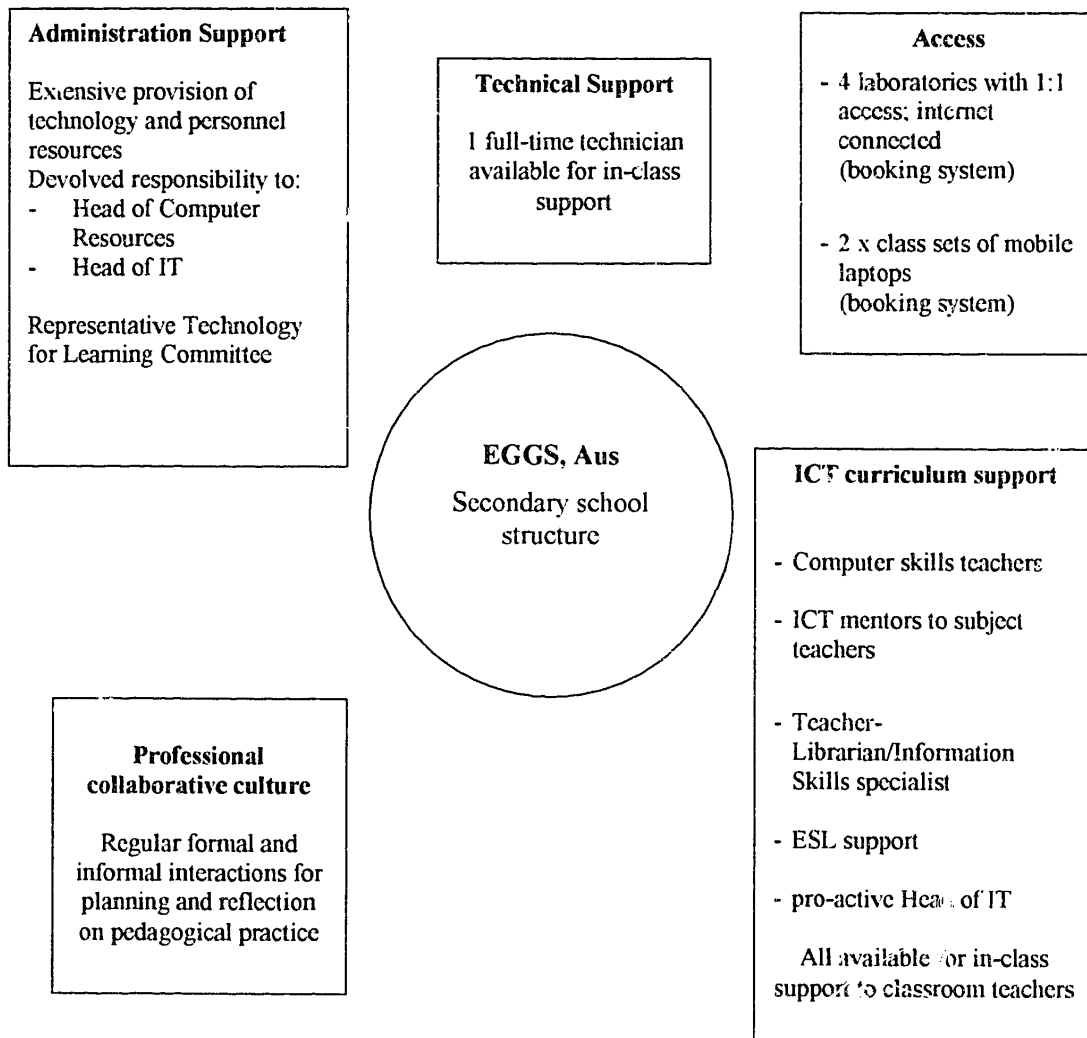 Administration Support
Extensive provision of
technology and personnel
resources
Devolved responsibility to:
- Head of Computer
Resources
- Head of IT
Representative Technology
for Learning Committee
Technical Support
1 full-time technician
available for in-class
support
Access
- 4 laboratories with 1:1
access; internet
connected
(booking system)
- 2 x class sets of mobile
laptops
(booking system)
EGGS, Aus
Secondary school
structure
ICT curriculum support
- Computer skills teachers
- ICT mentors to subject
teachers
- Teacher-
Librarian/Information
Skills specialist
- ESL support
- pro-active Head of IT
All available for in-class
support to classroom teachers
Professional
collaborative culture
Regular formal and
informal interactions for
planning and reflection
on pedagogical practice